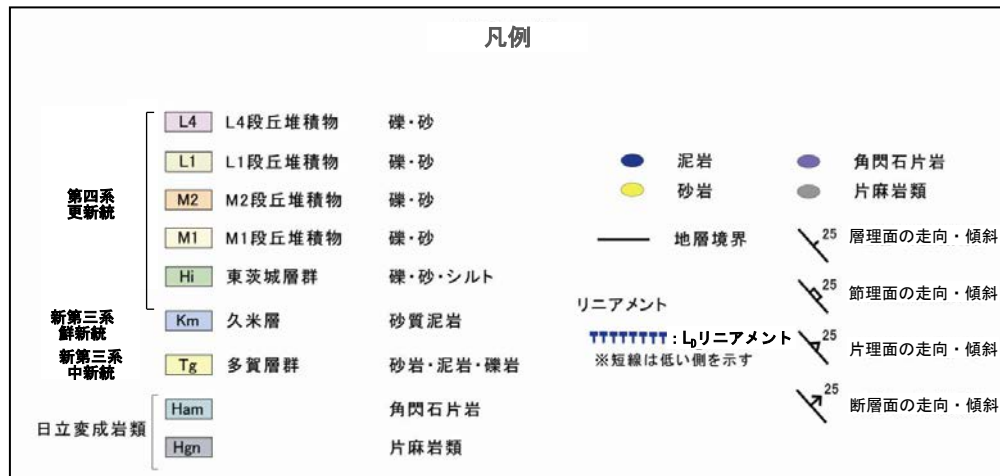 凡例
第四系
更新統
L4 L4段丘堆積物 礫・砂
L1 L1段丘堆積物 礫・砂
M2 M2段丘堆積物 礫・砂
M1 M1段丘堆積物 礫・砂
Hi 東茨城層群 礫・砂・シルト
新第三系
鮮新統
Km 久米層 砂質泥岩
新第三系
中新統
Tg 多賀層群 砂岩・泥岩・礫岩
日立変成岩類
Ham 角閃石片岩
Hgn 片麻岩類
泥岩
砂岩
地層境界
リニアメント
:LDリニアメント
※短線は低い側を示す
角閃石片岩
片麻岩類
25 層理面の走向・傾斜
25 節理面の走向・傾斜
25 片理面の走向・傾斜
25 断層面の走向・傾斜